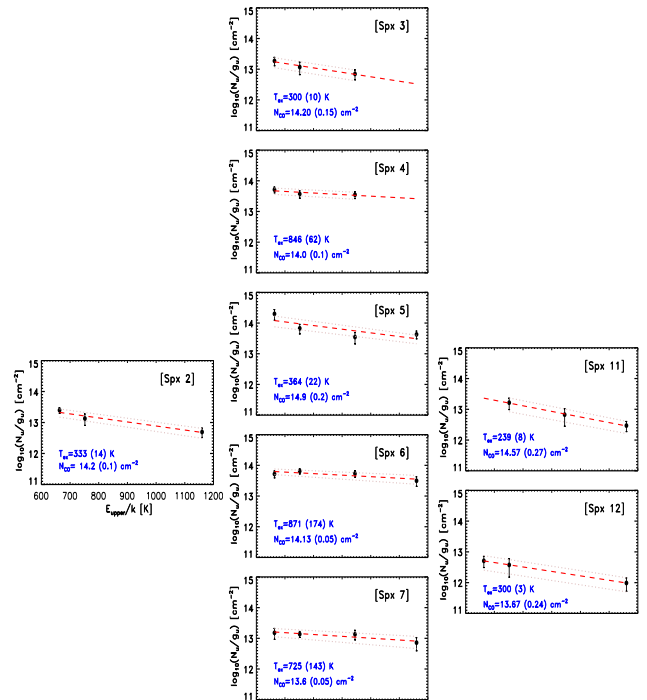 [Spx 3]
log₁₀(Nᵤ/gᵤ) [cm⁻²]
15
14
13
12
11
Tₑₓ=300 (10) K
N_CO=14.20 (0.15) cm⁻²
[Spx 4]
log₁₀(Nᵤ/gᵤ) [cm⁻²]
15
14
13
12
11
Tₑₓ=846 (62) K
N_CO=14.0 (0.1) cm⁻²
[Spx 5]
log₁₀(Nᵤ/gᵤ) [cm⁻²]
15
14
13
12
11
Tₑₓ=364 (22) K
N_CO=14.9 (0.2) cm⁻²
[Spx 2]
log₁₀(Nᵤ/gᵤ) [cm⁻²]
15
14
13
12
11
Tₑₓ=333 (14) K
N_CO= 14.2 (0.1) cm⁻²
600 700 800 900 1000 1100 1200
E_upper/k [K]
[Spx 11]
log₁₀(Nᵤ/gᵤ) [cm⁻²]
15
14
13
12
11
Tₑₓ=239 (8) K
N_CO=14.57 (0.27) cm⁻²
[Spx 6]
log₁₀(Nᵤ/gᵤ) [cm⁻²]
15
14
13
12
11
Tₑₓ=871 (174) K
N_CO=14.13 (0.05) cm⁻²
[Spx 12]
log₁₀(Nᵤ/gᵤ) [cm⁻²]
15
14
13
12
11
Tₑₓ=300 (3) K
N_CO=13.67 (0.24) cm⁻²
[Spx 7]
log₁₀(Nᵤ/gᵤ) [cm⁻²]
15
14
13
12
11
Tₑₓ=725 (143) K
N_CO=13.6 (0.05) cm⁻²